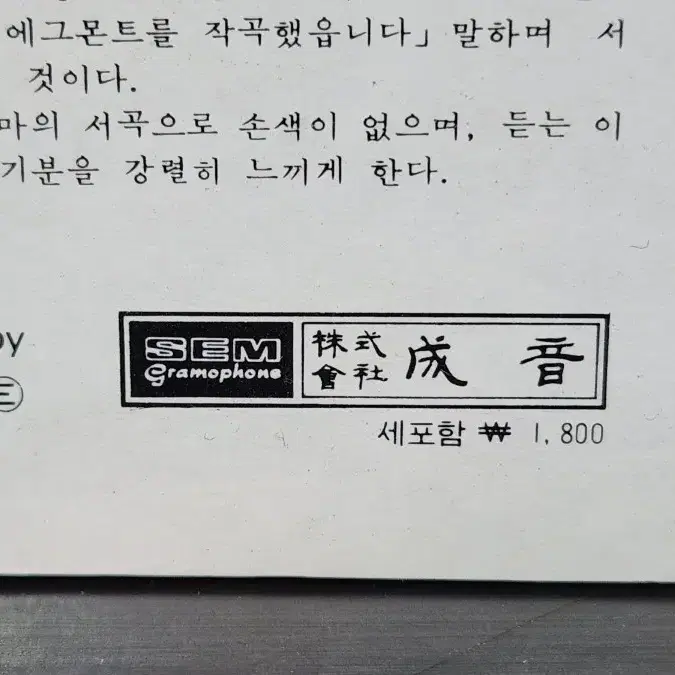 에그몬트를 작곡했읍니다」말하며 서
것이다.
마의 서곡으로 손색이 없으며, 듣는 이
기분을 강렬히 느끼게 한다.
by
SEM
Gramophone
株式
會社
成音
세포함 ₩ 1,800